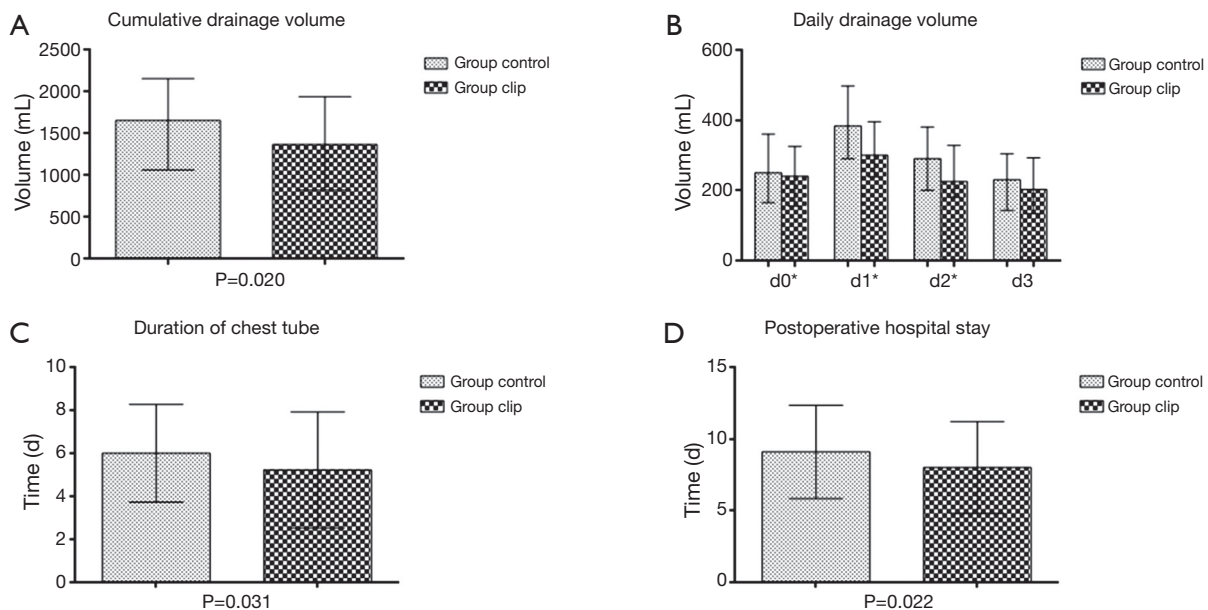 A
Cumulative drainage volume
2500
2000
1500
1000
500
0
Volume (mL)
Group control
Group clip
P=0.020
B
Daily drainage volume
600
400
200
0
Volume (mL)
Group control
Group clip
d0* d1* d2* d3
C
Duration of chest tube
10
8
6
4
2
0
Time (d)
Group control
Group clip
P=0.031
D
Postoperative hospital stay
15
10
5
0
Time (d)
Group control
Group clip
P=0.022